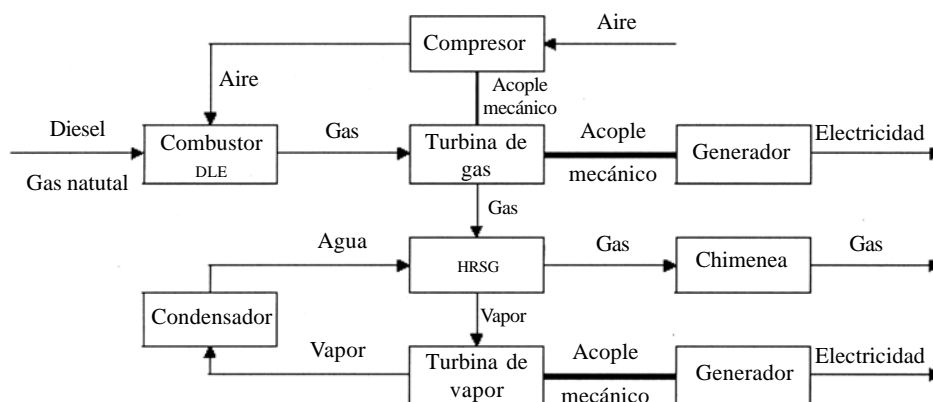 Aire
Compresor
Aire
Acople
mecánico
Diesel
Gas natutal
Combustor
DLE
Gas
Turbina de
gas
Acople
mecánico
Generador
Electricidad
Gas
Agua
HRSG
Gas
Chimenea
Gas
Condensador
Vapor
Vapor
Turbina de
vapor
Acople
mecánico
Generador
Electricidad